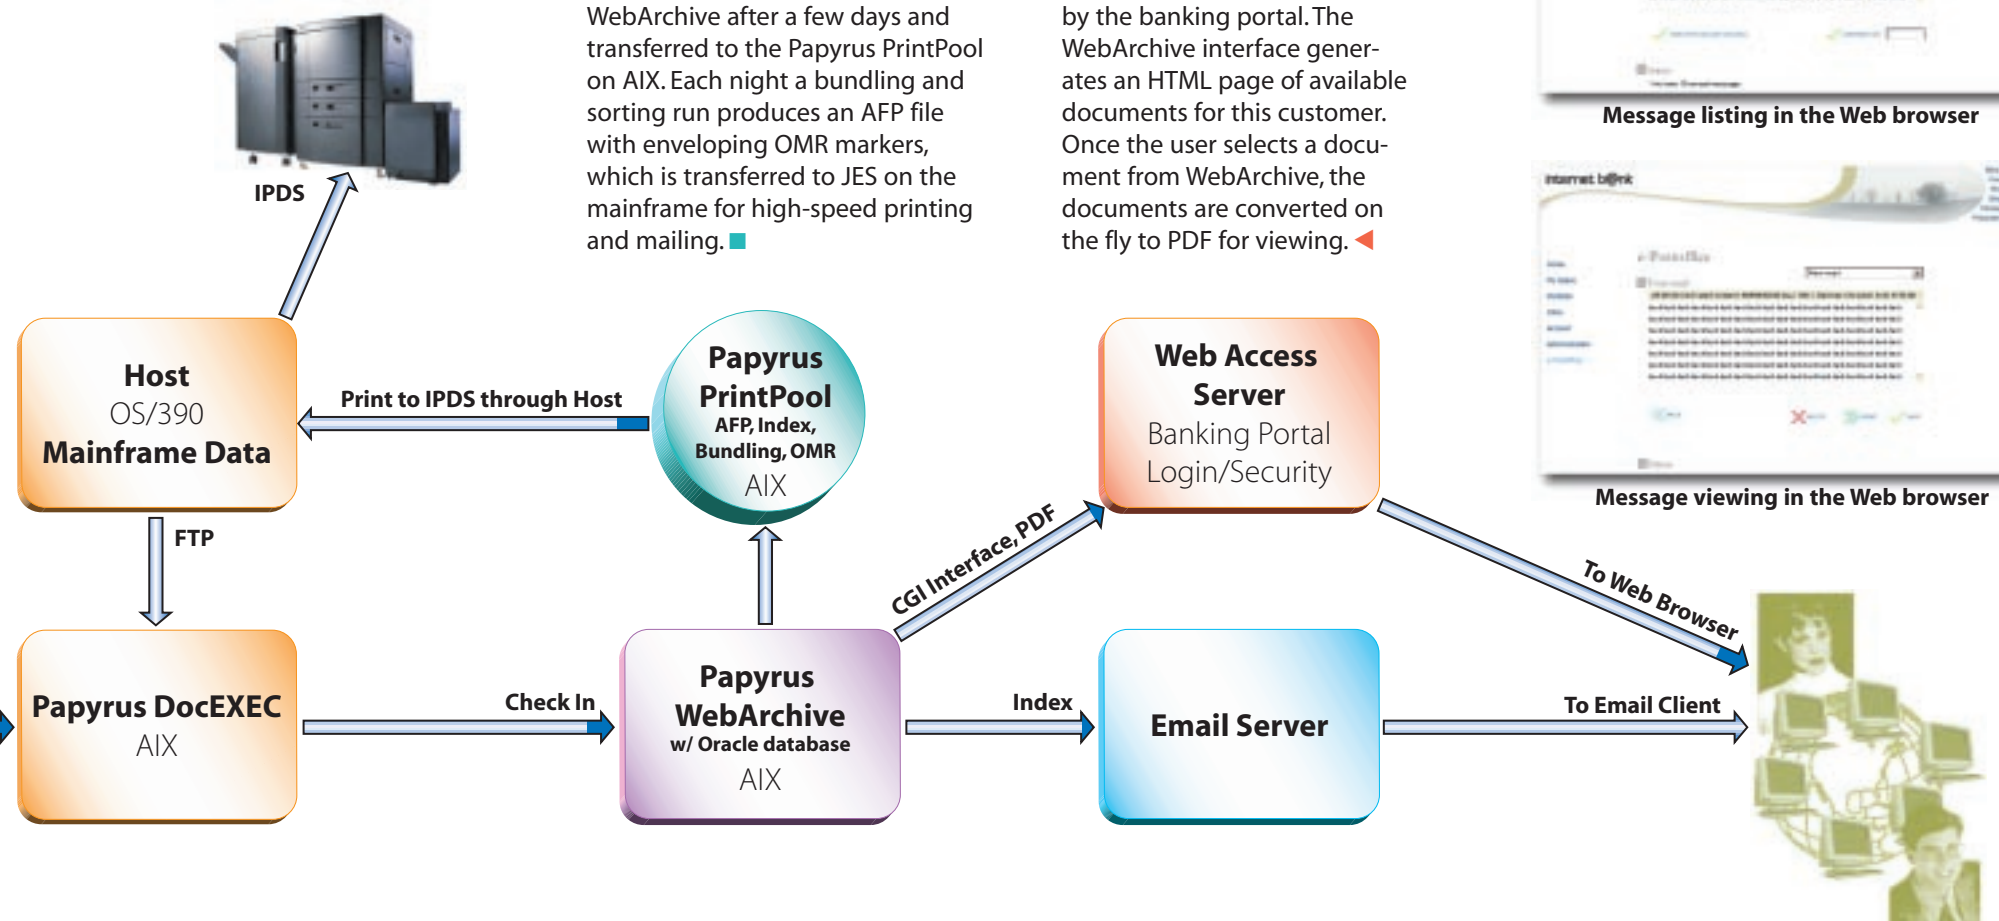 WebArchive after a few days and
transferred to the Papyrus PrintPool
on AIX. Each night a bundling and
sorting run produces an AFP file
with enveloping OMR markers,
which is transferred to JES on the
mainframe for high-speed printing
and mailing.
by the banking portal. The
WebArchive interface gener-
ates an HTML page of available
documents for this customer.
Once the user selects a docu-
ment from WebArchive, the
documents are converted on
the fly to PDF for viewing.
Message listing in the Web browser
internet b@nk
Message viewing in the Web browser
IPDS
Host
OS/390
Mainframe Data
Print to IPDS through Host
Papyrus
PrintPool
AFP, Index,
Bundling, OMR
AIX
Web Access
Server
Banking Portal
Login/Security
FTP
CGI Interface, PDF
To Web Browser
Papyrus DocEXEC
AIX
Check In
Papyrus
WebArchive
w/ Oracle database
AIX
Index
Email Server
To Email Client